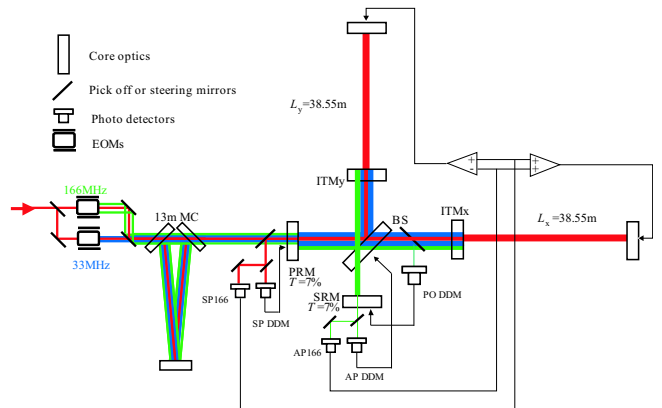 Core optics
Pick off or steering mirrors
Photo detectors
EOMs
Ly=38.55m
ITMy
BS
ITMx
Lx=38.55m
166MHz
13m MC
33MHz
PRM
T=7%
SP166
SP DDM
SRM
T=7%
PO DDM
AP166
AP DDM
+
-
+
-